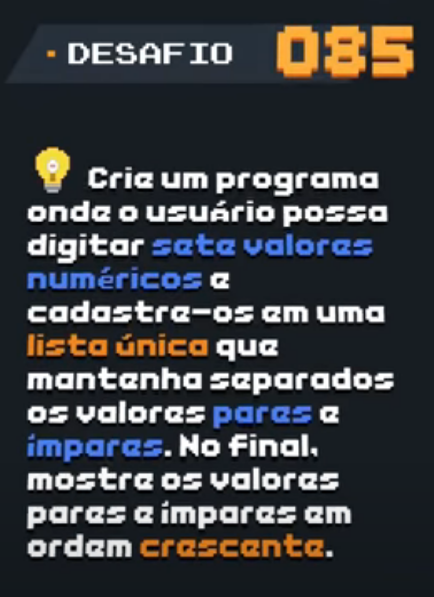 DESAFIO 085
Crie um programa
onde o usuário possa
digitar sete valores
numéricos e
cadastre-os em uma
lista única que
mantenha separados
os valores pares e
ímpares. No final,
mostre os valores
pares e ímpares em
ordem crescente.